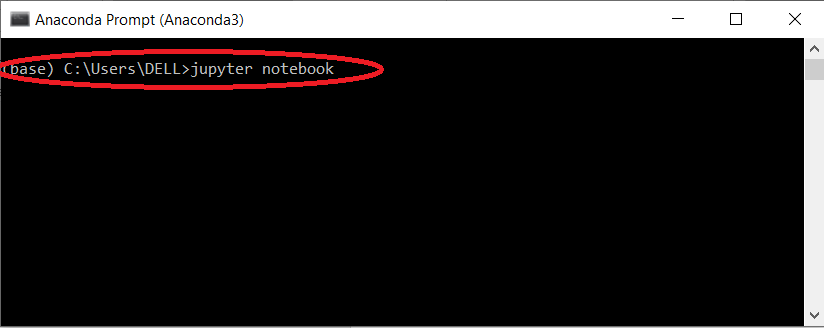 Anaconda Prompt (Anaconda3)
(base) C:\Users\DELL>jupyter notebook